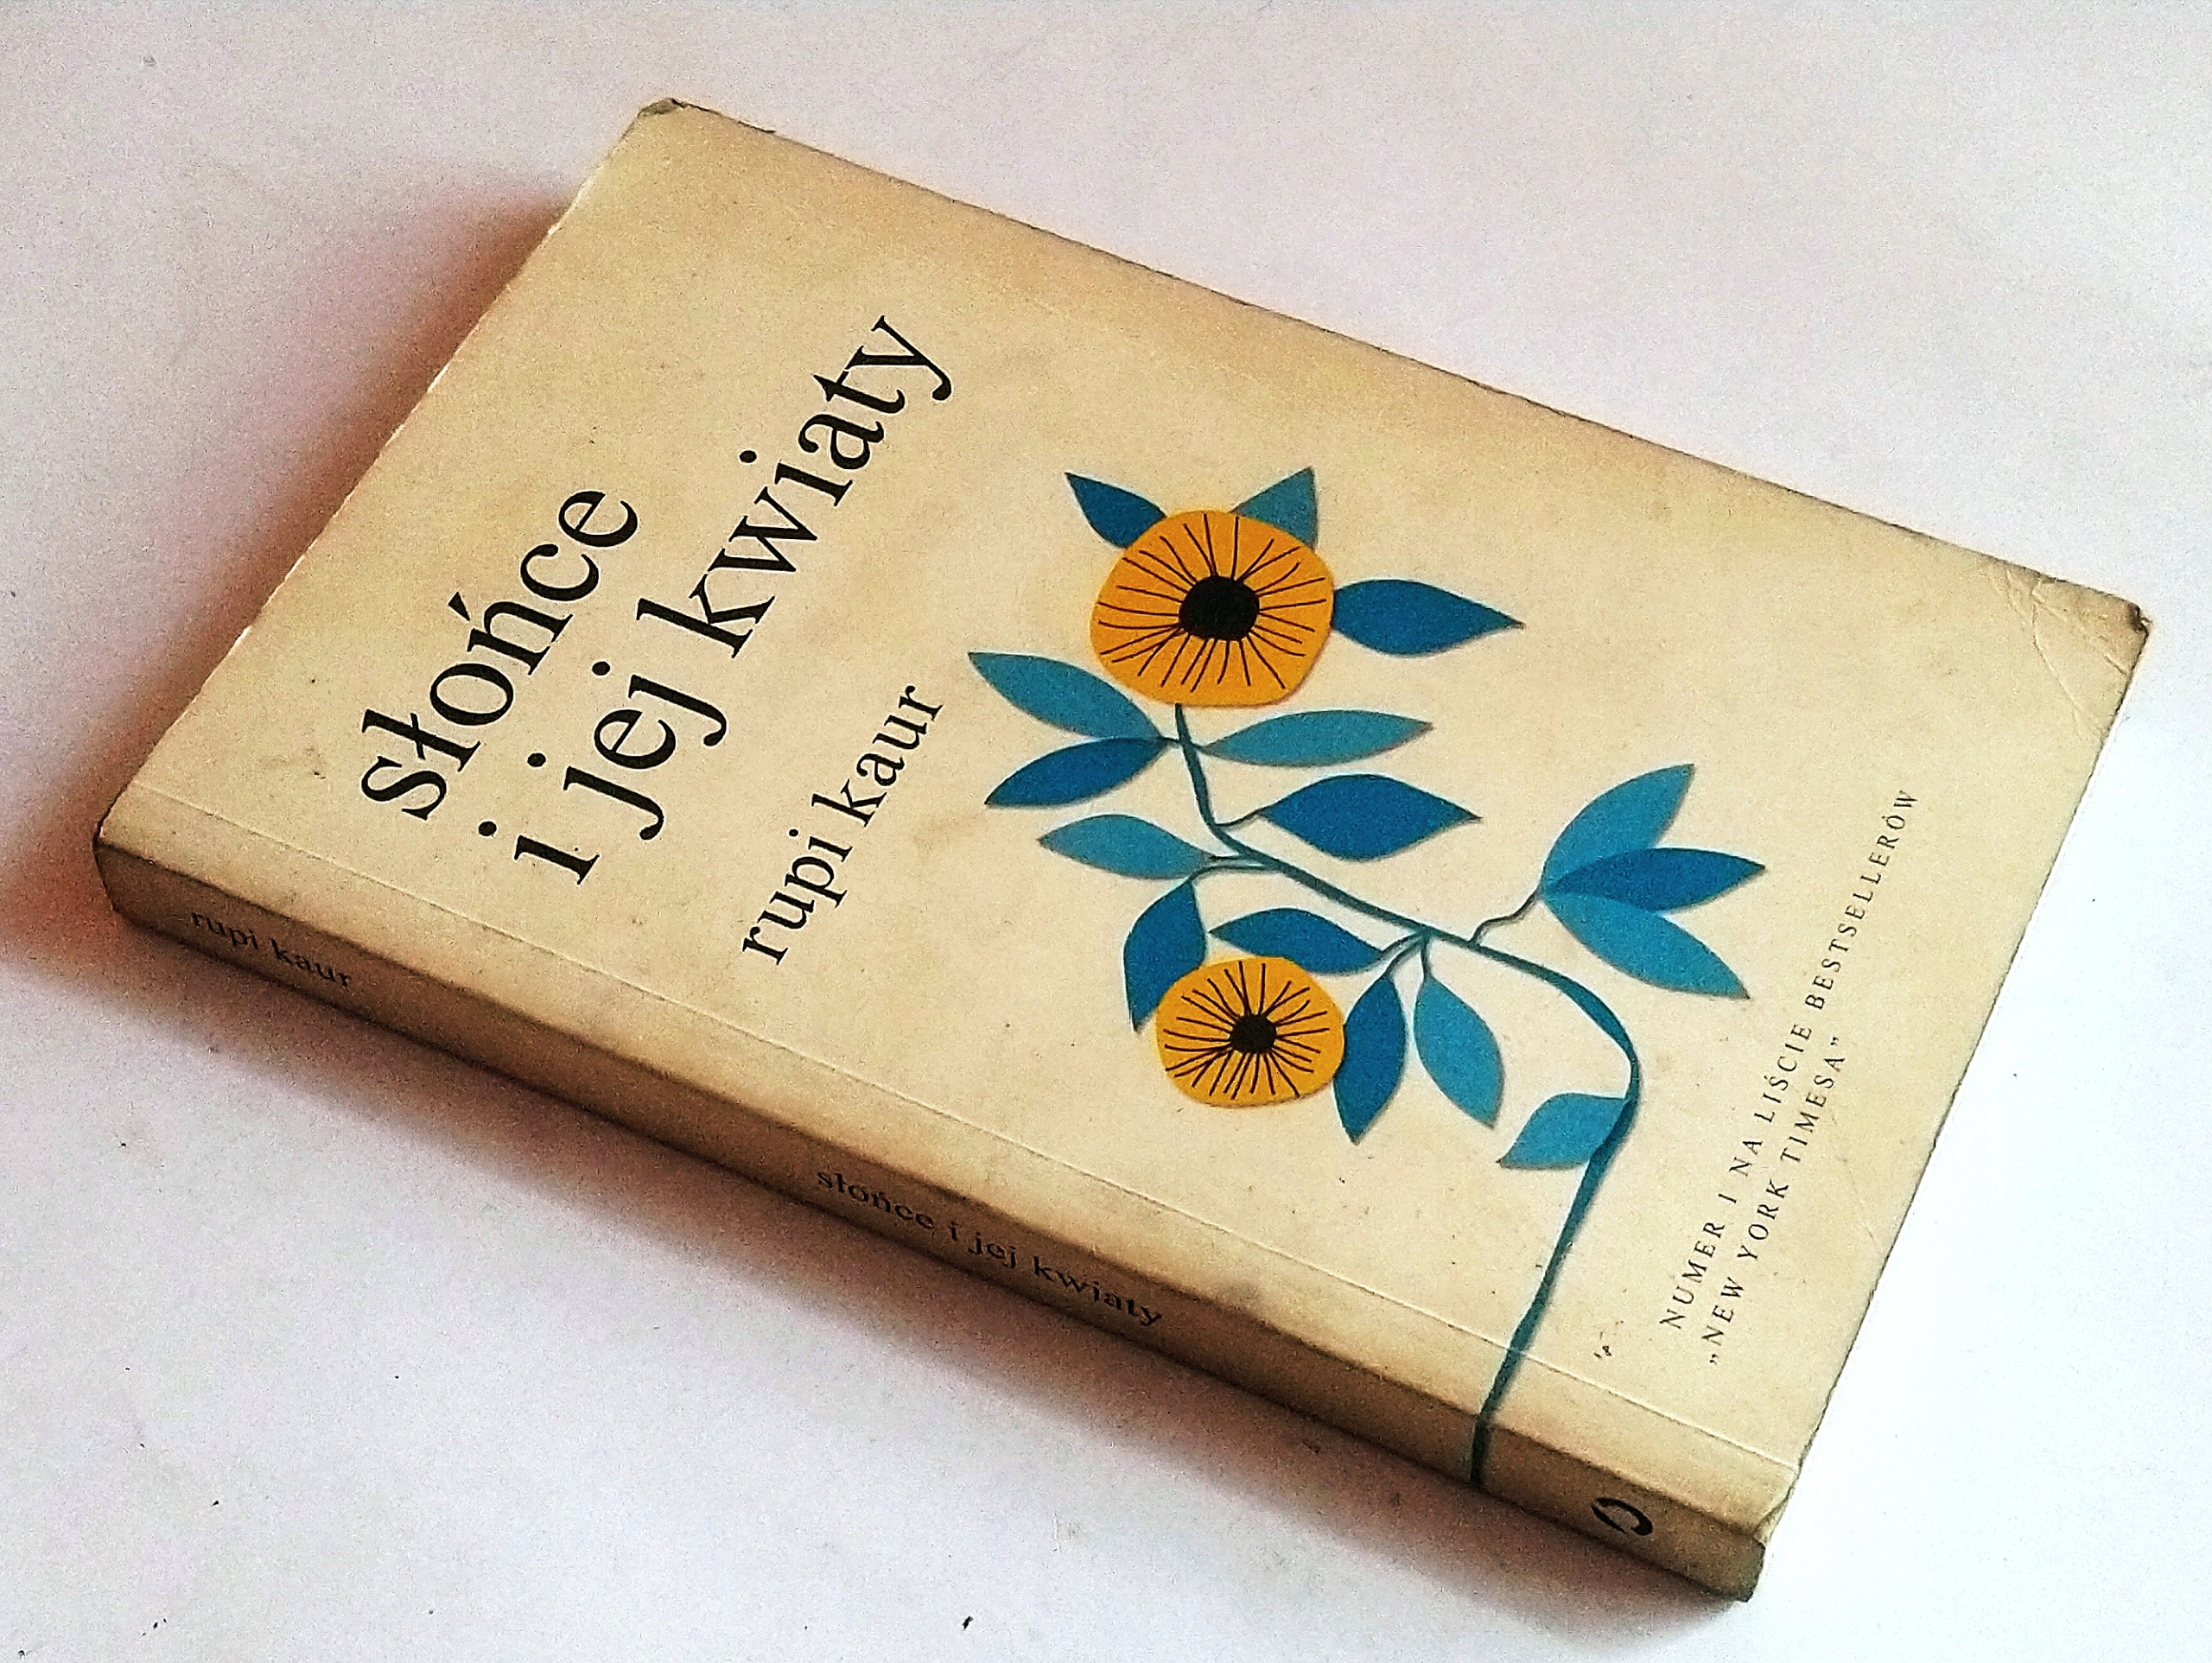 słońce
i jej kwiaty
rupi kaur
NUMER 1 NA LIŚCIE BESTSELLERÓW
„NEW YORK TIMESA”
rupi kaur
słońce i jej kwiaty